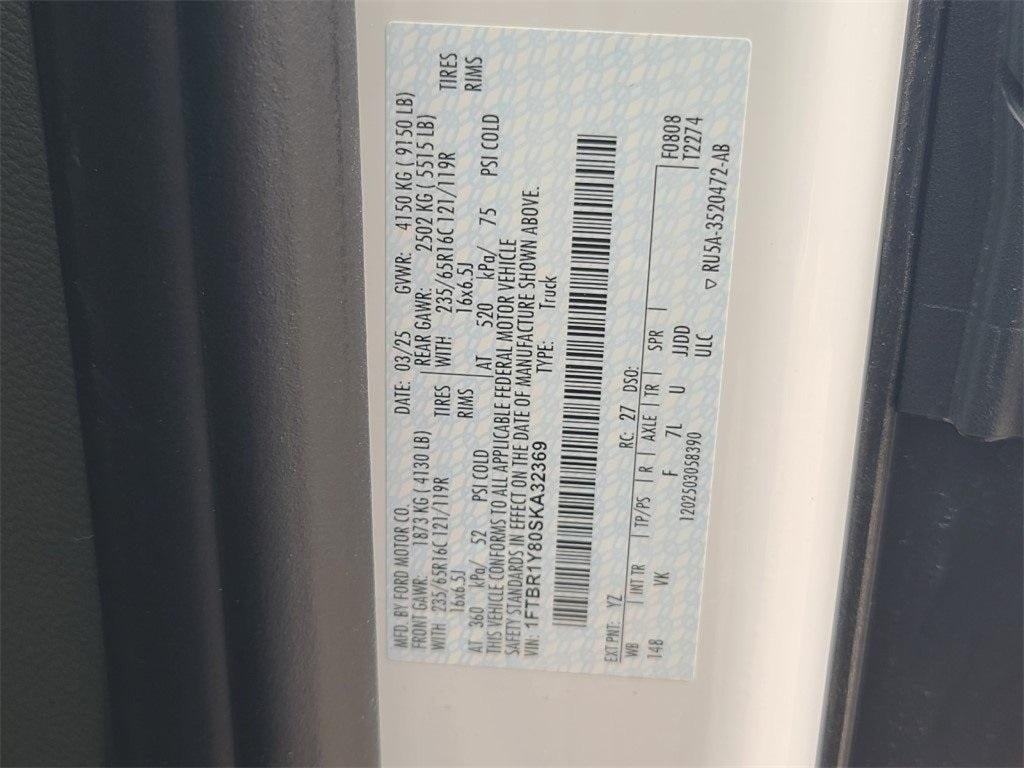 MFD. BY FORD MOTOR CO. DATE: 03/25 GVWR: 4150 KG ( 9150 LB)
FRONT GAWR: 1873 KG ( 4130 LB) REAR GAWR: 2502 KG ( 5515 LB)
WITH 235/65R16C 121/119R TIRES WITH 235/65R16C 121/119R TIRES
16x6.5J RIMS 16x6.5J RIMS
AT 360 kPa/ 52 PSI COLD AT 520 kPa/ 75 PSI COLD
THIS VEHICLE CONFORMS TO ALL APPLICABLE FEDERAL MOTOR VEHICLE
SAFETY STANDARDS IN EFFECT ON THE DATE OF MANUFACTURE SHOWN ABOVE.
VIN: 1FTBR1Y80SKA32369 TYPE: Truck
EXT PNT: YZ RC: 27 DSO: F0808
WB INT TR TP/PS R AXLE TR SPR T2274
148 VK F 7L U JJDD
1202503058390 ULC
▽ RU5A-3520472-AB